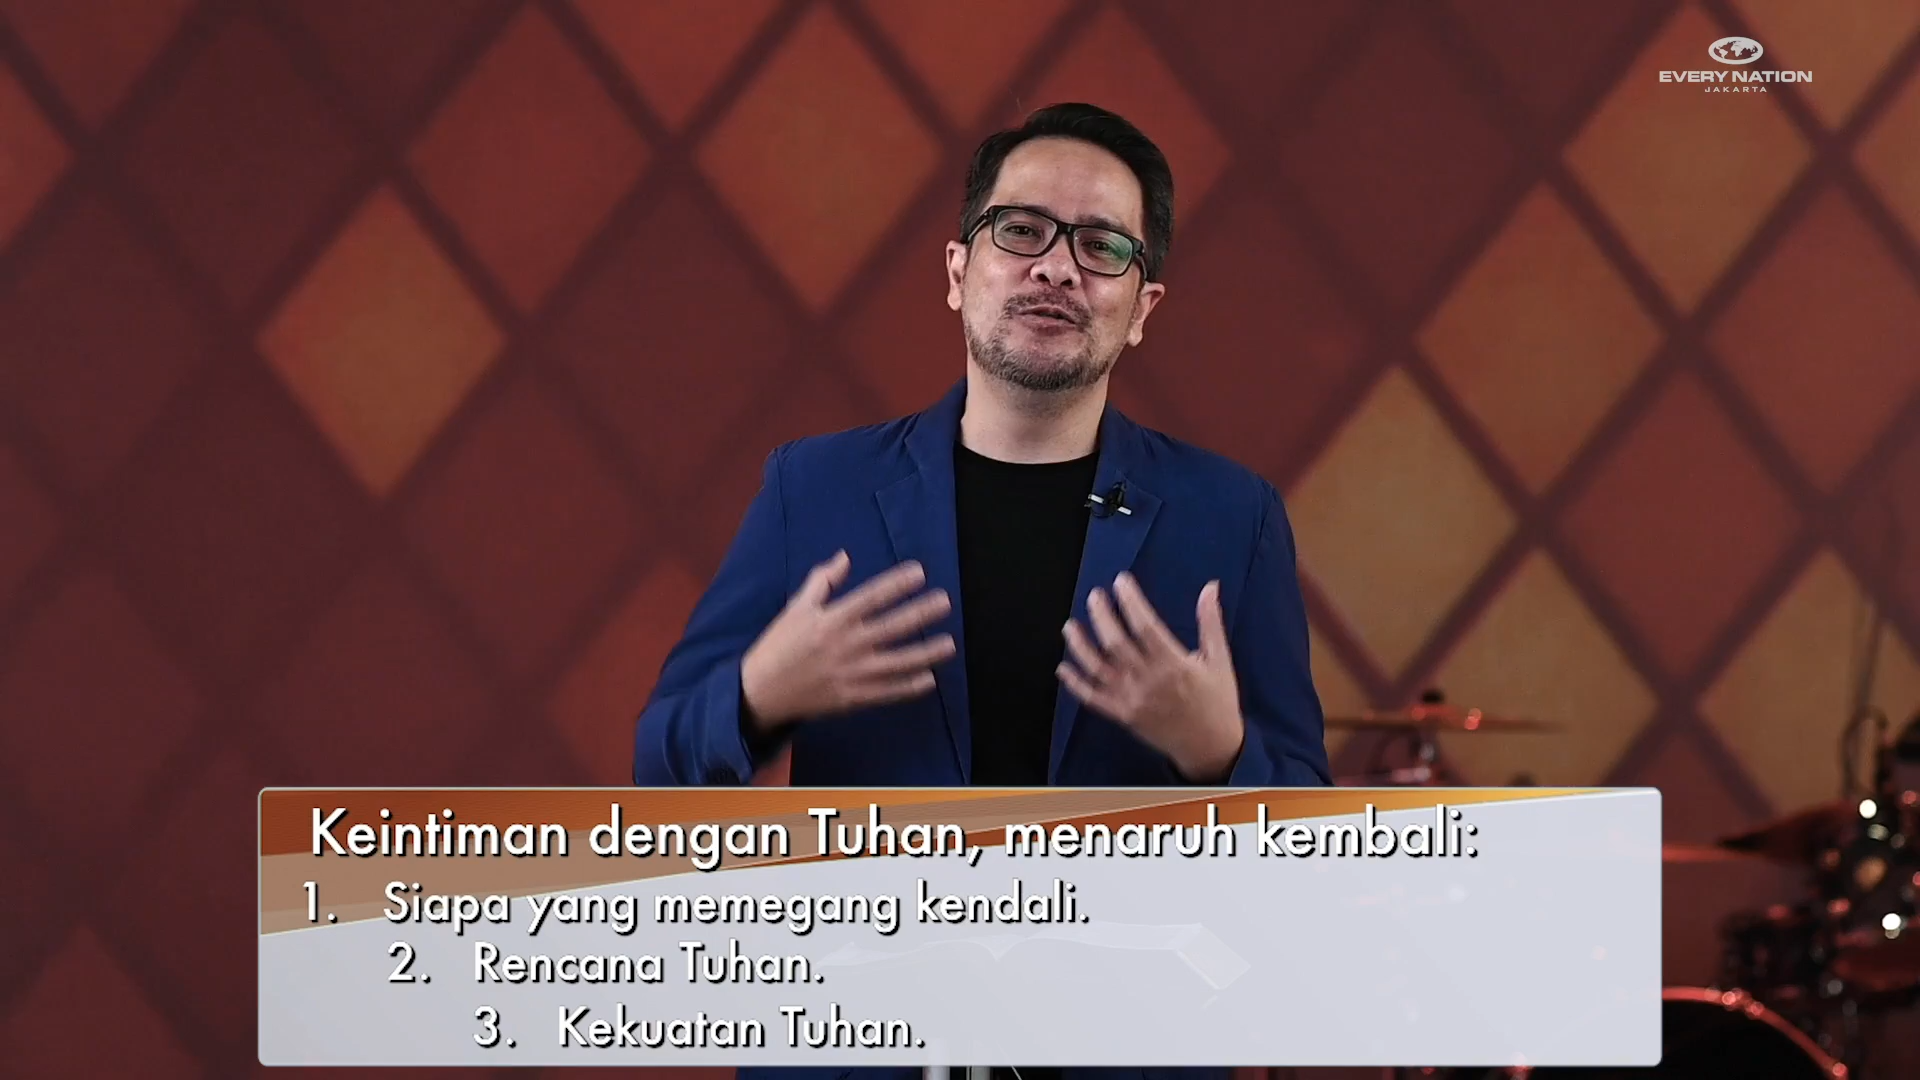 EVERY NATION
JAKARTA
Keintiman dengan Tuhan, menaruh kembali:
1. Siapa yang memegang kendali.
2. Rencana Tuhan.
3. Kekuatan Tuhan.